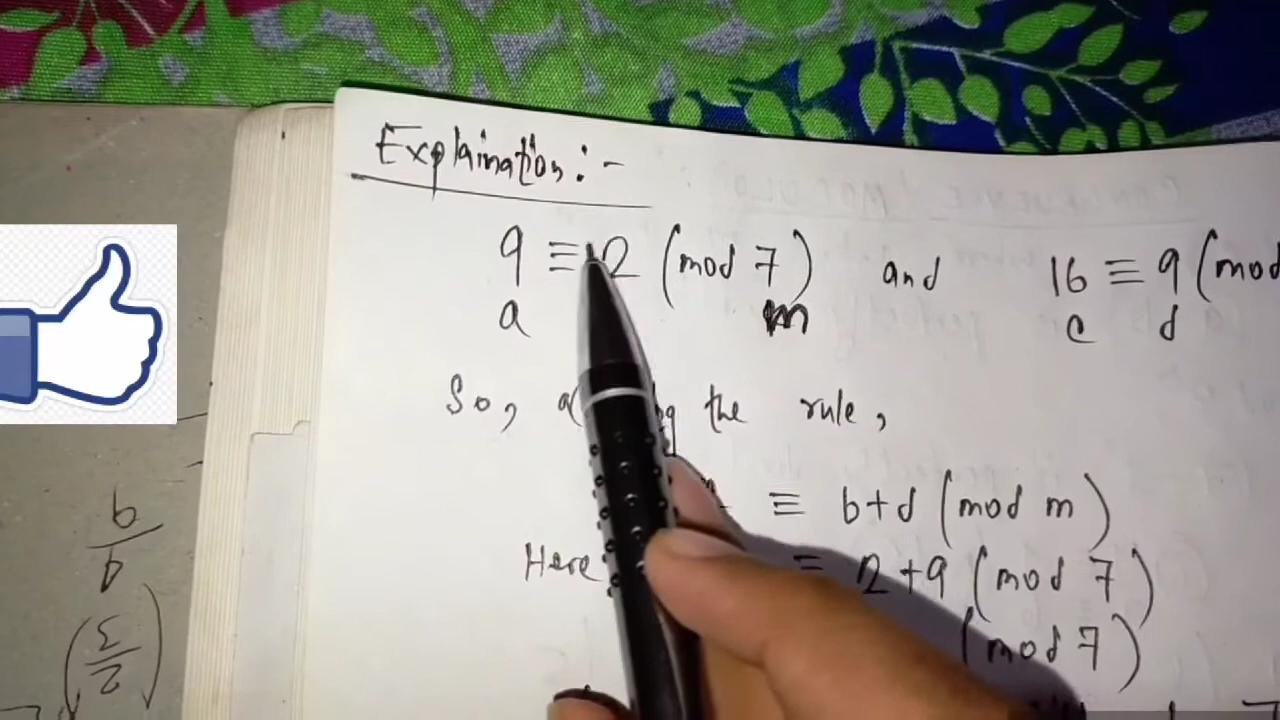 Explaination :-
9 ≡ 2 (mod 7) and 16 ≡ 9 (mod
a m c d
So, the rule,
≡ b+d (mod m)
Here = 2+9 (mod 7)
(mod 7)